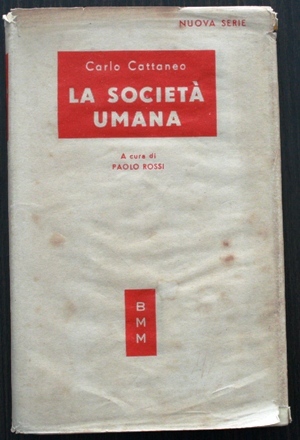 NUOVA SERIE
Carlo Cattaneo
LA SOCIETÀ
UMANA
A cura di
PAOLO ROSSI
B
M
M